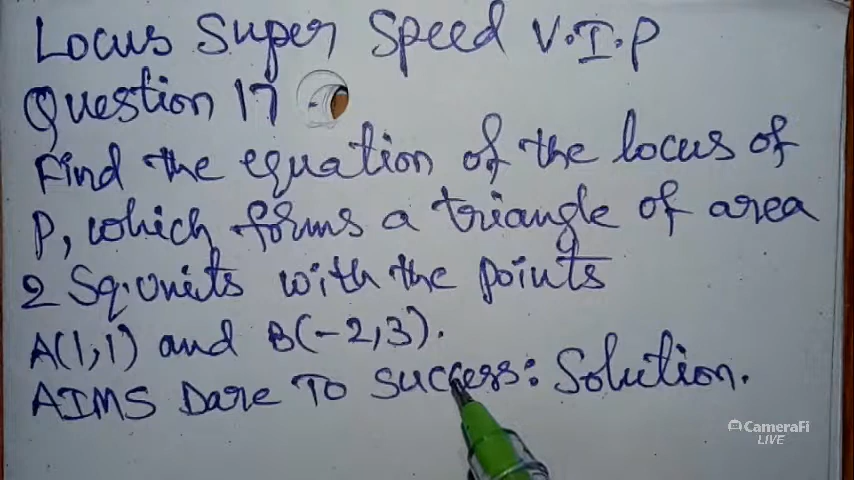 Locus Super Speed V.I.P
Question 17
Find the equation of the locus of
P, which forms a triangle of area
2 Sq.units with the points
A(1,1) and B(-2,3).
AIMS Dare To Success: Solution.
CameraFi
LIVE